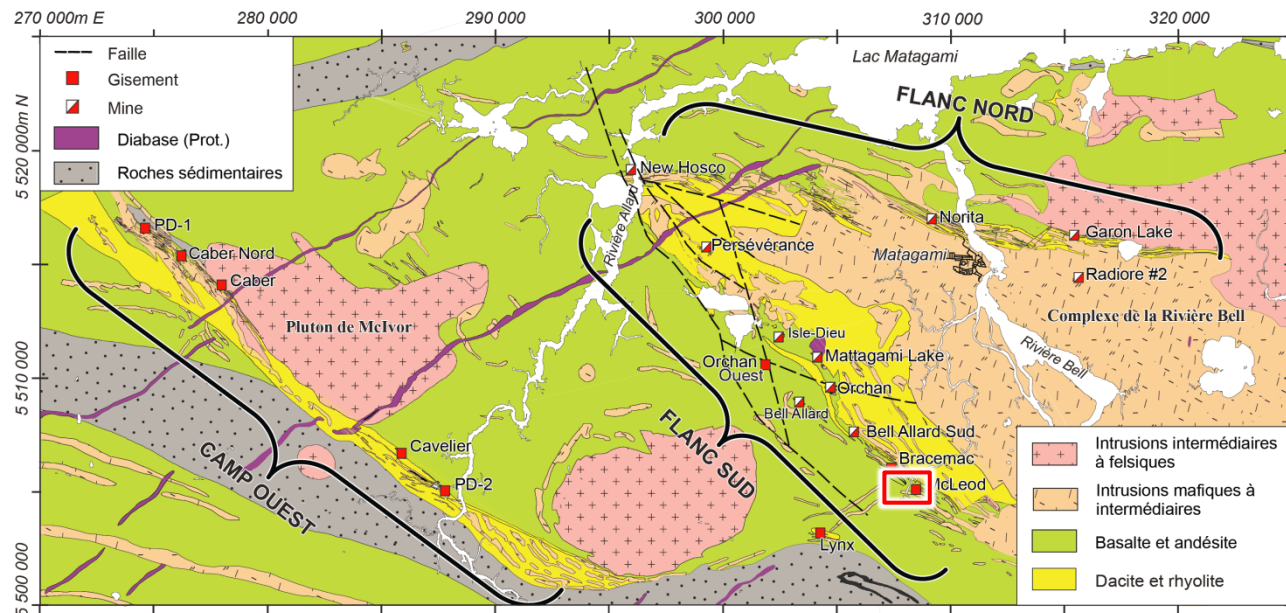 270 000m E
280 000
290 000
300 000
310 000
320 000
5 520 000m N
5 510 000
5 500 000
Faille
Gisement
Mine
Diabase (Prot.)
Roches sédimentaires
Lac Matagami
FLANC NORD
New Hosco
Rivière Allard
PD-1
Caber Nord
Caber
Persévérance
Norita
Garon Lake
Matagami
Radiore #2
Pluton de McIvor
Complexe de la Rivière Bell
Rivière Bell
Isle-Dieu
Mattagami Lake
Orchan
Ouest
Orchan
Bell Allard
Bell Allard Sud
Bracemac
McLeod
Lynx
Cavelier
PD-2
CAMP OUEST
FLANC SUD
Intrusions intermédiaires
à felsiques
Intrusions mafiques à
intermédiaires
Basalte et andésite
Dacite et rhyolite